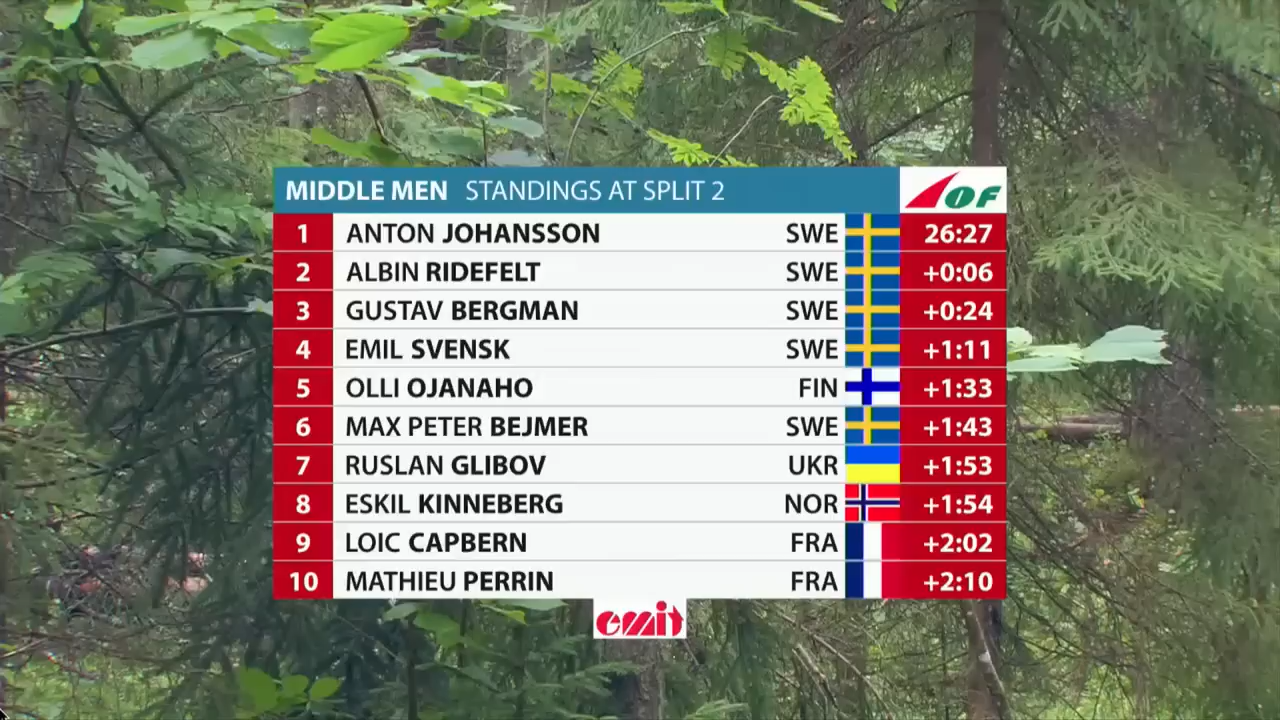 MIDDLE MEN STANDINGS AT SPLIT 2 IOF
1 ANTON JOHANSSON SWE 26:27
2 ALBIN RIDEFELT SWE +0:06
3 GUSTAV BERGMAN SWE +0:24
4 EMIL SVENSK SWE +1:11
5 OLLI OJANAHO FIN +1:33
6 MAX PETER BEJMER SWE +1:43
7 RUSLAN GLIBOV UKR +1:53
8 ESKIL KINNEBERG NOR +1:54
9 LOIC CAPBERN FRA +2:02
10 MATHIEU PERRIN FRA +2:10
emit